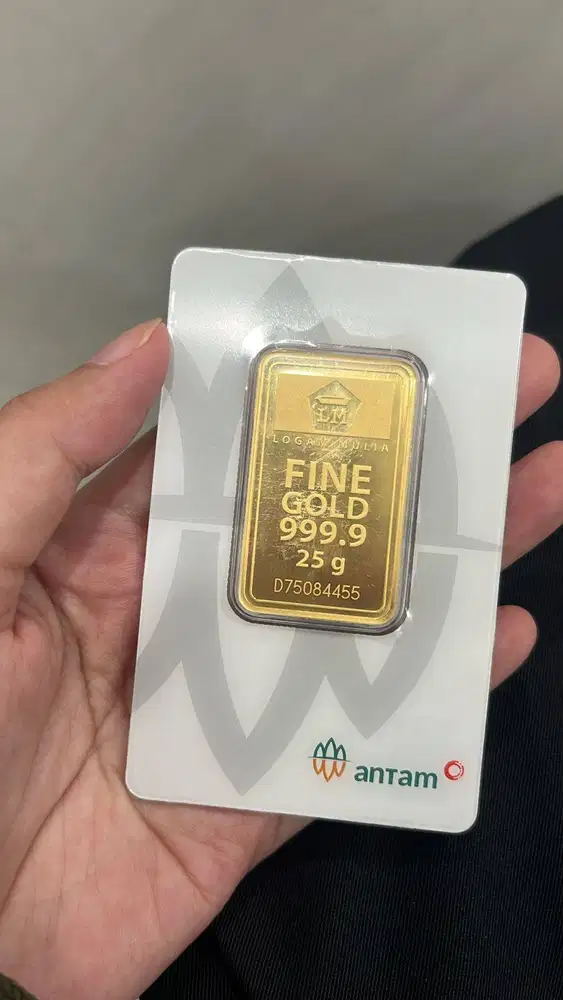 LM
LOGAM MULIA
FINE
GOLD
999.9
25 g
D75084455
antam